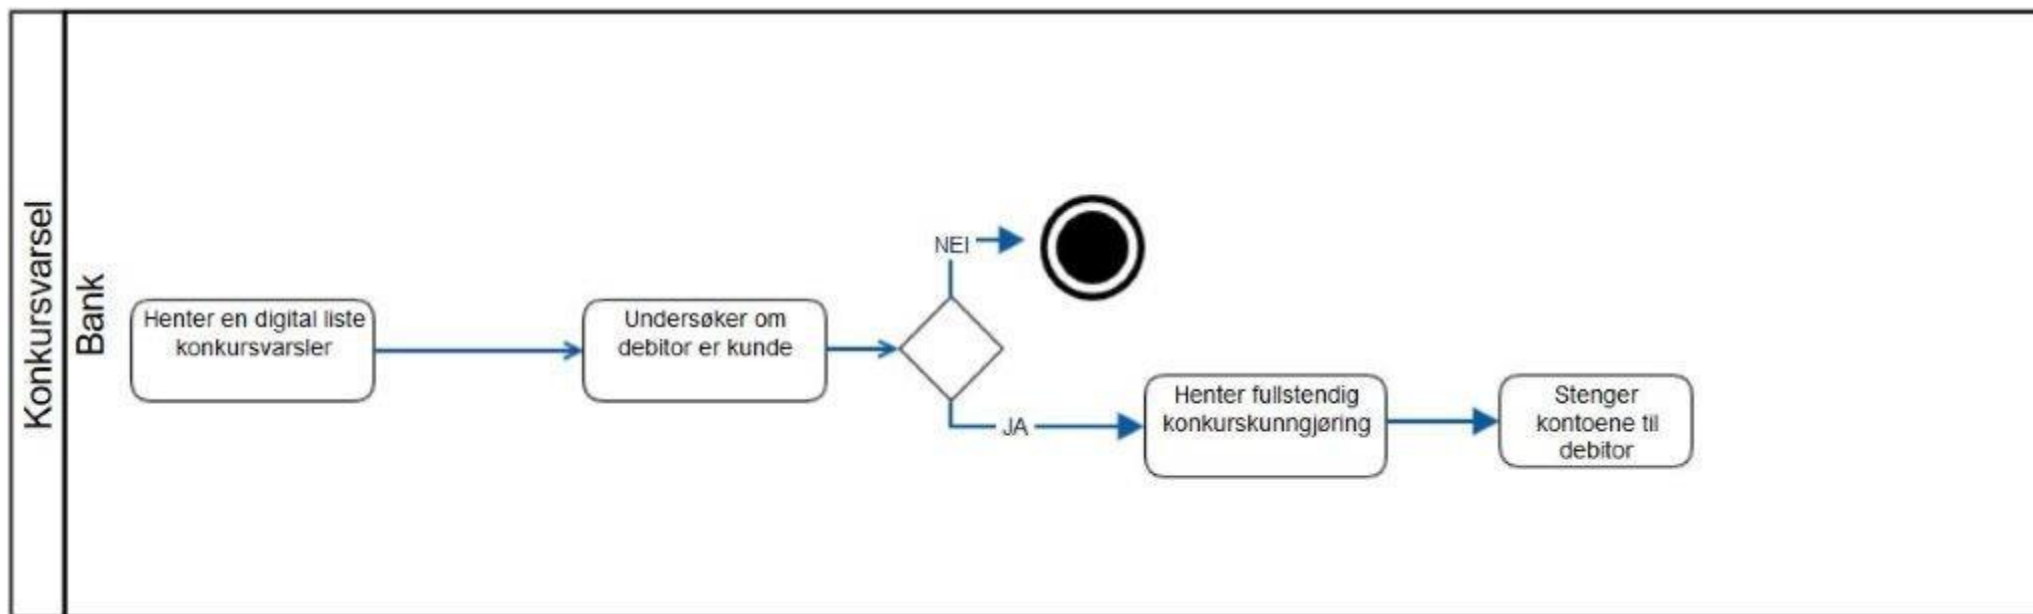 Konkursvarsel
Bank
Henter en digital liste
konkursvarsler
Undersøker om
debitor er kunde
NEI
JA
Henter fullstendig
konkurskunngjøring
Stenger
kontoene til
debitor